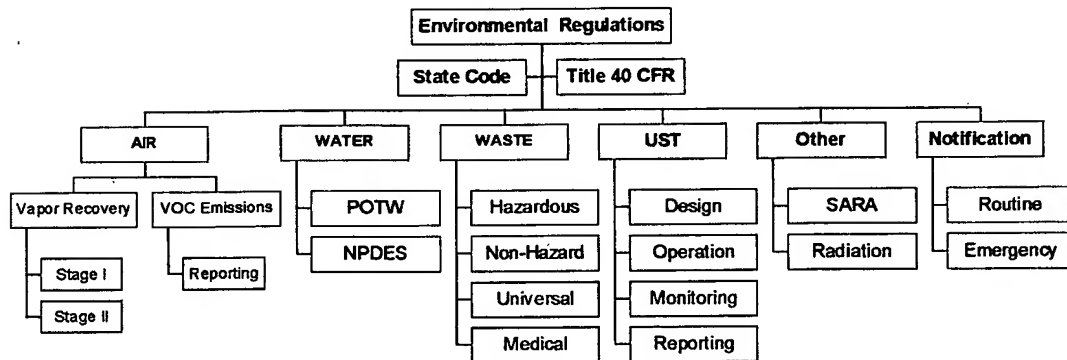 Environmental Regulations
State Code
Title 40 CFR
AIR
WATER
WASTE
UST
Other
Notification
Vapor Recovery
VOC Emissions
POTW
Hazardous
Design
SARA
Routine
NPDES
Non-Hazard
Operation
Radiation
Emergency
Stage I
Reporting
Universal
Monitoring
Stage II
Medical
Reporting